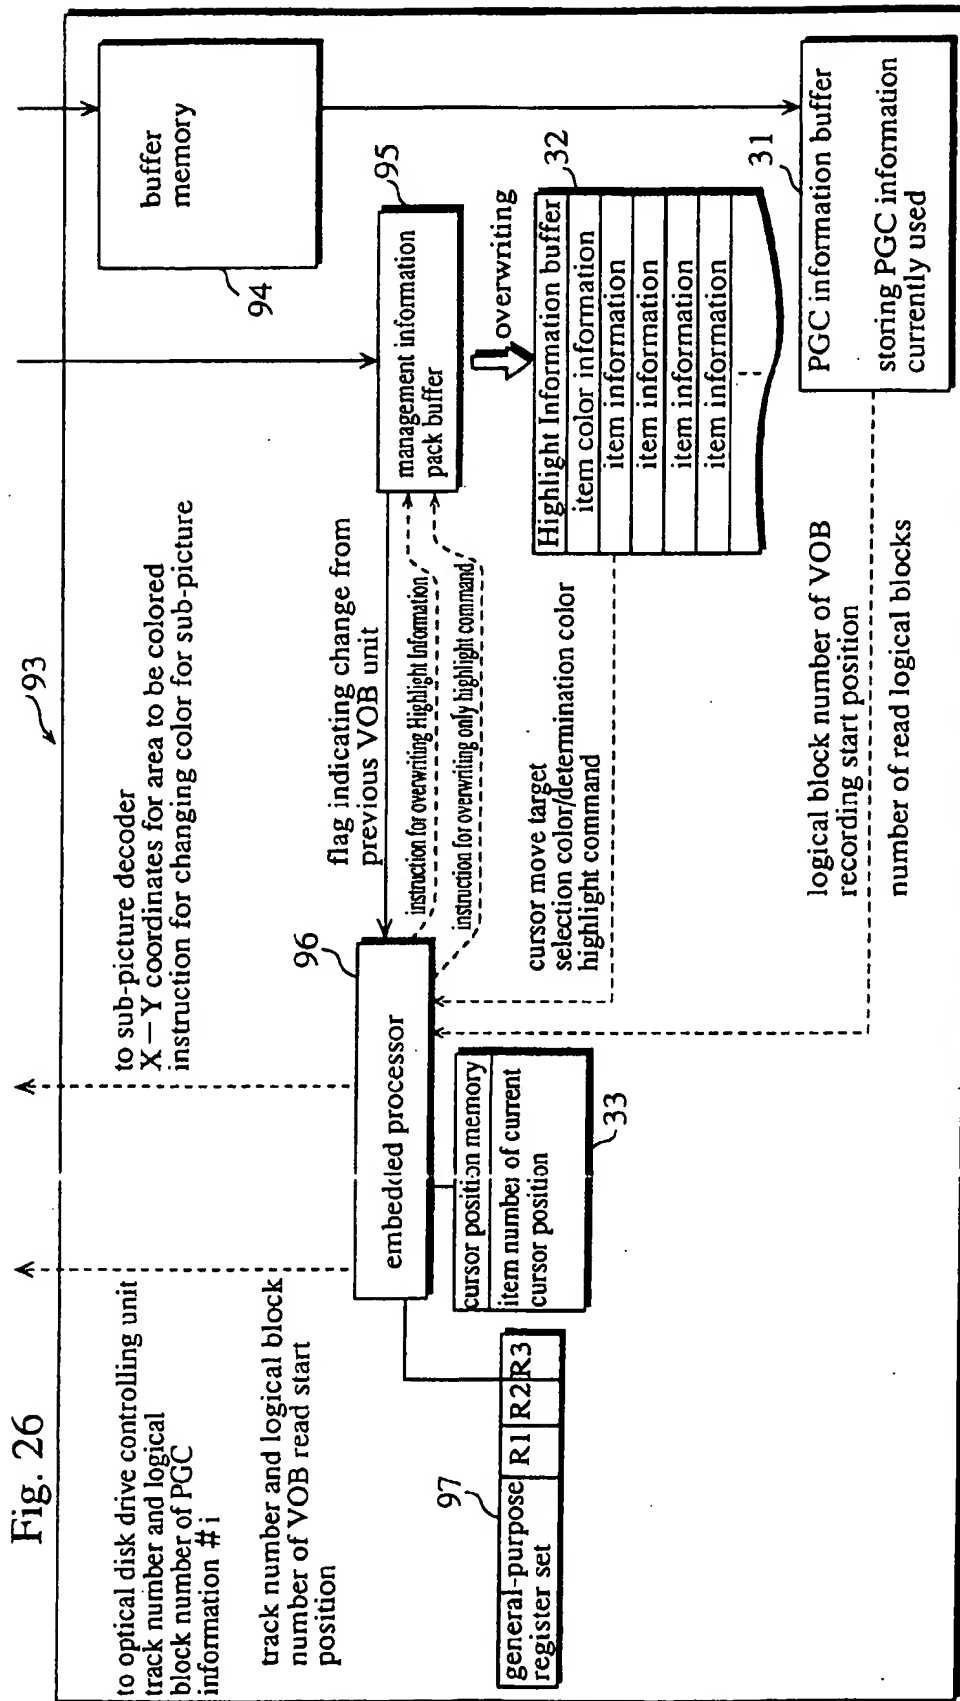 Fig. 26
93
to optical disk drive controlling unit
track number and logical
block number of PGC
information # i
track number and logical block
number of VOB read start
position
to sub-picture decoder
X – Y coordinates for area to be colored
instruction for changing color for sub-picture
buffer
memory
94
flag indicating change from
previous VOB unit
instruction for overwriting Highlight Information
instruction for overwriting only highlight command
management information
pack buffer
95
overwriting
96
embedded processor
97
general-purpose
register set
R1
R2
R3
cursor position memory
item number of current
cursor position
33
cursor move target
selection color/determination color
highlight command
32
Highlight Information buffer
item color information
item information
item information
item information
item information
logical block number of VOB
recording start position
number of read logical blocks
31
PGC information buffer
storing PGC information
currently used